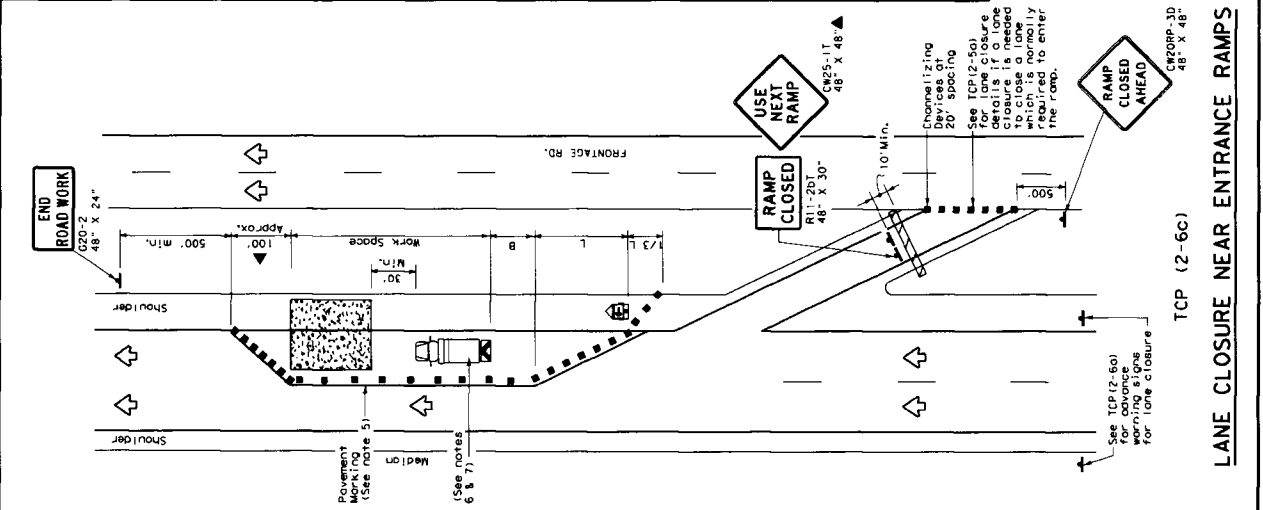 END
ROAD WORK
G20-2
48" X 24"
500' min.
100'
Approx.
Work Space
30'
Min.
B
L
1/3 L
Shoulder
Shoulder
Median
FRONTAGE RD.
Pavement
Marking
(See note 5)
(See notes
6 & 7)
USE
NEXT
RAMP
CW25-1T
48" X 48"
RAMP
CLOSED
R11-2bT
48" X 30"
10' Min.
Channelizing
Devices at
20' spacing
See TCP(2-5a)
for lane closure
details if a lane
closure is needed
to close a lane
which is normally
required to enter
the ramp.
500'
RAMP
CLOSED
AHEAD
CW20RP-3D
48" X 48"
See TCP(2-6a)
for advance
warning signs
for lane closure
TCP (2-6c)
LANE CLOSURE NEAR ENTRANCE RAMPS